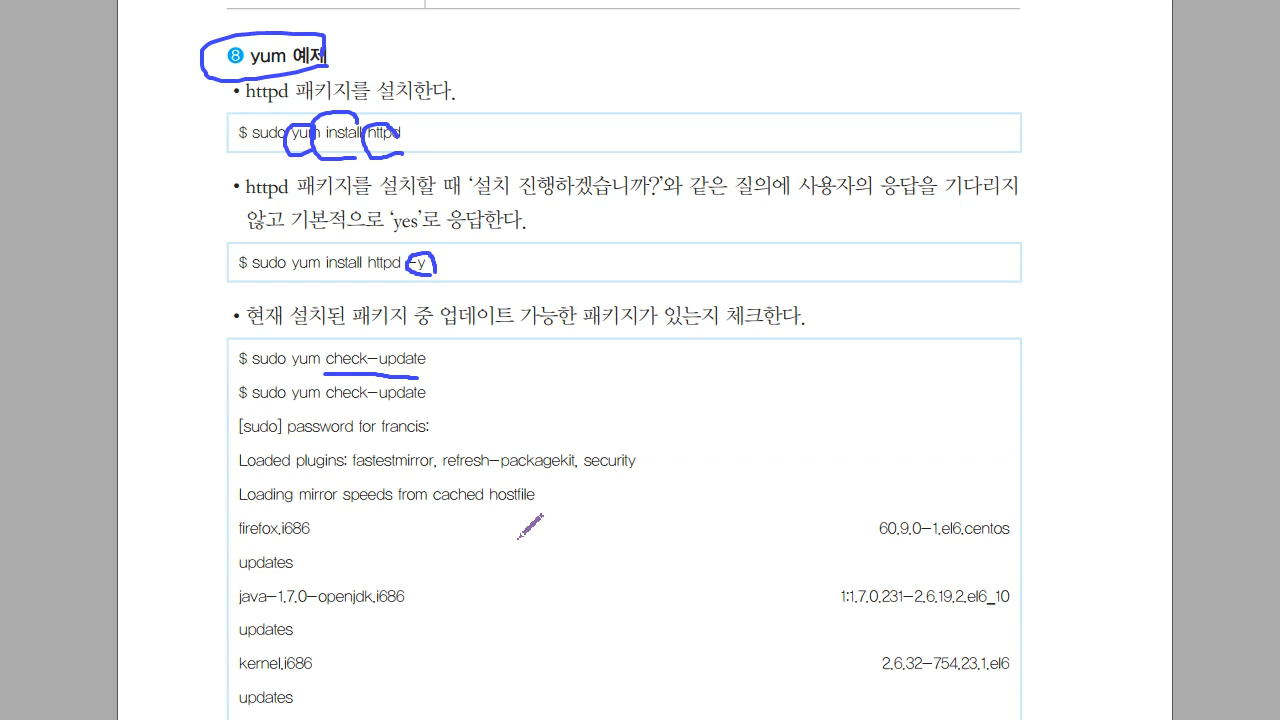 ❽ yum 예제
• httpd 패키지를 설치한다.
$ sudo yum install httpd
• httpd 패키지를 설치할 때 ‘설치 진행하겠습니까?’와 같은 질의에 사용자의 응답을 기다리지
않고 기본적으로 ‘yes’로 응답한다.
$ sudo yum install httpd -y
• 현재 설치된 패키지 중 업데이트 가능한 패키지가 있는지 체크한다.
$ sudo yum check-update
$ sudo yum check-update
[sudo] password for francis:
Loaded plugins: fastestmirror, refresh-packagekit, security
Loading mirror speeds from cached hostfile
firefox.i686 60.9.0-1.el6.centos
updates
java-1.7.0-openjdk.i686 1:1.7.0.231-2.6.19.2.el6_10
updates
kernel.i686 2.6.32-754.23.1.el6
updates